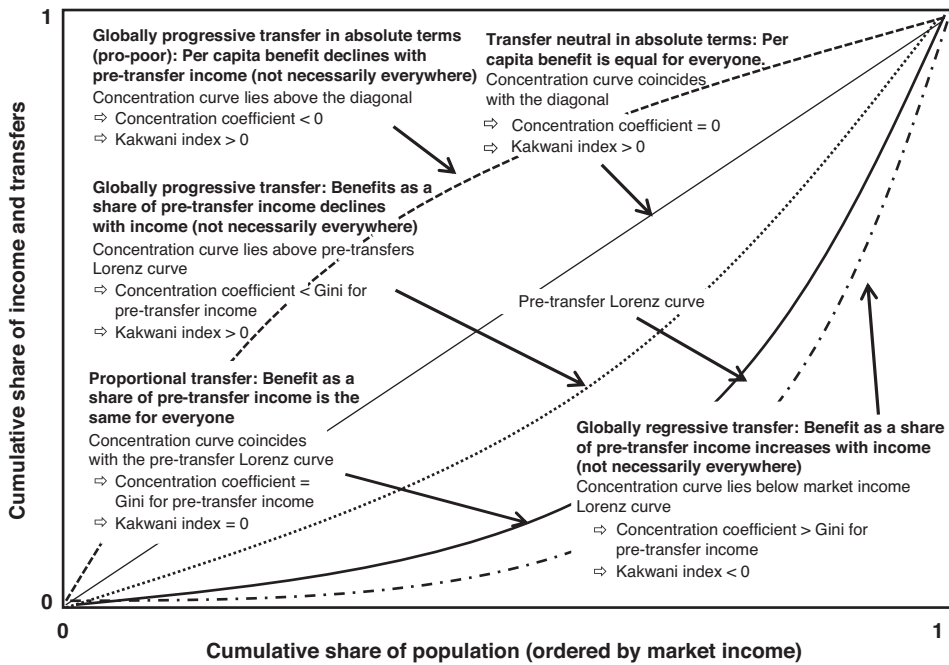 Cumulative share of income and transfers
1
Globally progressive transfer in absolute terms
(pro-poor): Per capita benefit declines with
pre-transfer income (not necessarily everywhere)
Concentration curve lies above the diagonal
⇨ Concentration coefficient < 0
⇨ Kakwani index > 0
Transfer neutral in absolute terms: Per
capita benefit is equal for everyone.
Concentration curve coincides
with the diagonal
⇨ Concentration coefficient = 0
⇨ Kakwani index > 0
Globally progressive transfer: Benefits as a
share of pre-transfer income declines
with income (not necessarily everywhere)
Concentration curve lies above pre-transfers
Lorenz curve
⇨ Concentration coefficient < Gini for
pre-transfer income
⇨ Kakwani index > 0
Pre-transfer Lorenz curve
Proportional transfer: Benefit as a
share of pre-transfer income is the
same for everyone
Concentration curve coincides
with the pre-transfer Lorenz curve
⇨ Concentration coefficient =
Gini for pre-transfer income
⇨ Kakwani index = 0
Globally regressive transfer: Benefit as a share
of pre-transfer income increases with income
(not necessarily everywhere)
Concentration curve lies below market income
Lorenz curve
⇨ Concentration coefficient > Gini for
pre-transfer income
⇨ Kakwani index < 0
0
0
1
Cumulative share of population (ordered by market income)